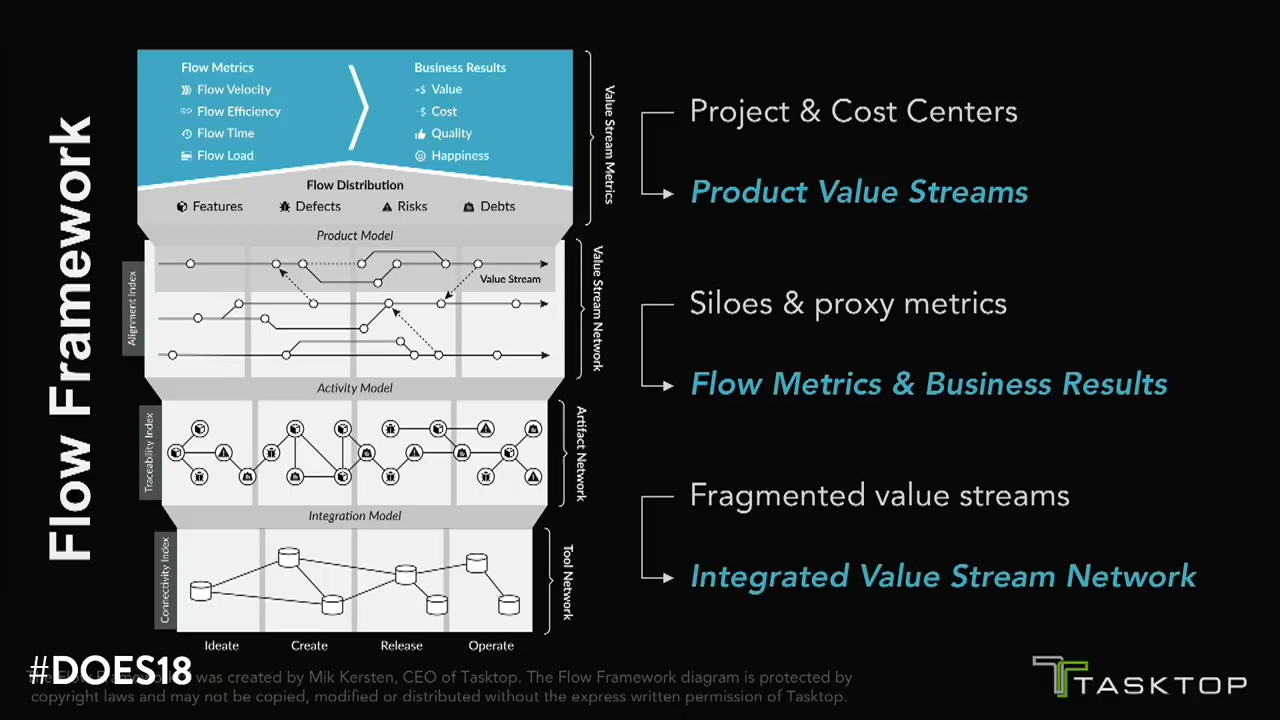 Flow Framework
Flow Metrics
Flow Velocity
Flow Efficiency
Flow Time
Flow Load
Business Results
+$ Value
-$ Cost
Quality
Happiness
Flow Distribution
Features
Defects
Risks
Debts
Value Stream Metrics
Product Model
Value Stream
Alignment Index
Value Stream Network
Activity Model
Traceability Index
Artifact Network
Integration Model
Connectivity Index
Tool Network
Ideate
Create
Release
Operate
Project & Cost Centers
Product Value Streams
Siloes & proxy metrics
Flow Metrics & Business Results
Fragmented value streams
Integrated Value Stream Network
#DOES18
was created by Mik Kersten, CEO of Tasktop. The Flow Framework diagram is protected by
copyright laws and may not be copied, modified or distributed without the express written permission of Tasktop.
TASKTOP